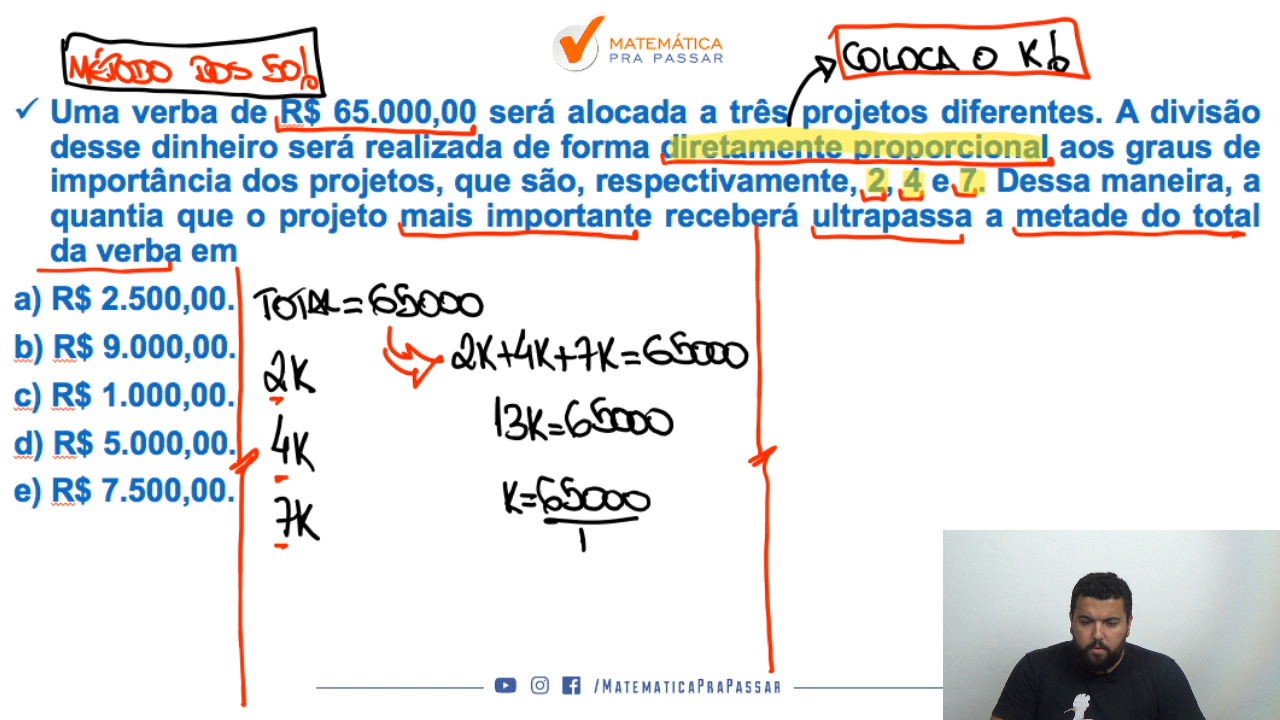 MÉTODO DOS 50%
MATEMÁTICA
PRA PASSAR
COLOCA O K!
✓ Uma verba de R$ 65.000,00 será alocada a três projetos diferentes. A divisão
desse dinheiro será realizada de forma diretamente proporcional aos graus de
importância dos projetos, que são, respectivamente, 2, 4 e 7. Dessa maneira, a
quantia que o projeto mais importante receberá ultrapassa a metade do total
da verba em
a) R$ 2.500,00.
b) R$ 9.000,00.
c) R$ 1.000,00.
d) R$ 5.000,00.
e) R$ 7.500,00.
TOTAL=65000
2K
4K
7K
2K+4K+7K=65000
13K=65000
K=65000
1
/MATEMATICAPRAPASSAR